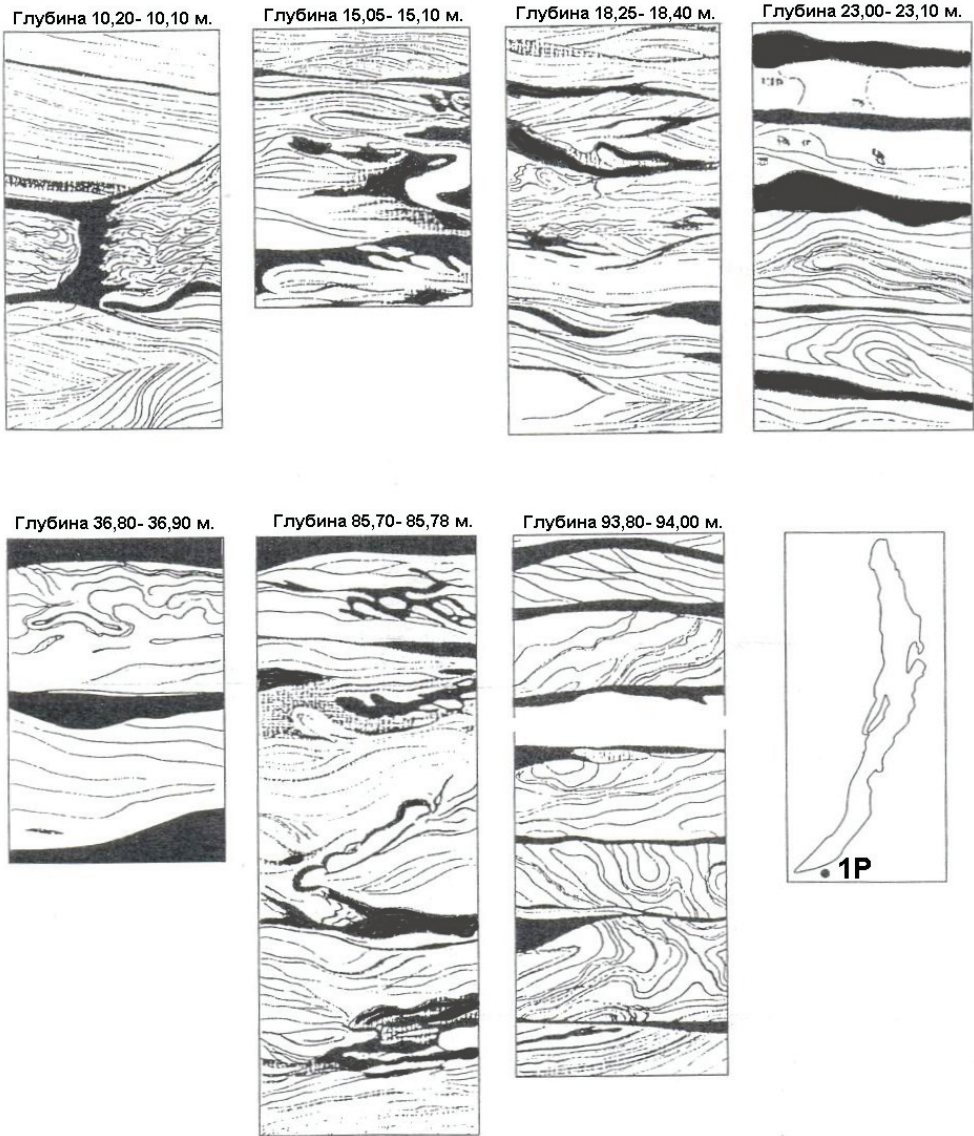 Глубина 10,20- 10,10 м.
Глубина 15,05- 15,10 м.
Глубина 18,25- 18,40 м.
Глубина 23,00- 23,10 м.
Глубина 36,80- 36,90 м.
Глубина 85,70- 85,78 м.
Глубина 93,80- 94,00 м.
1Р